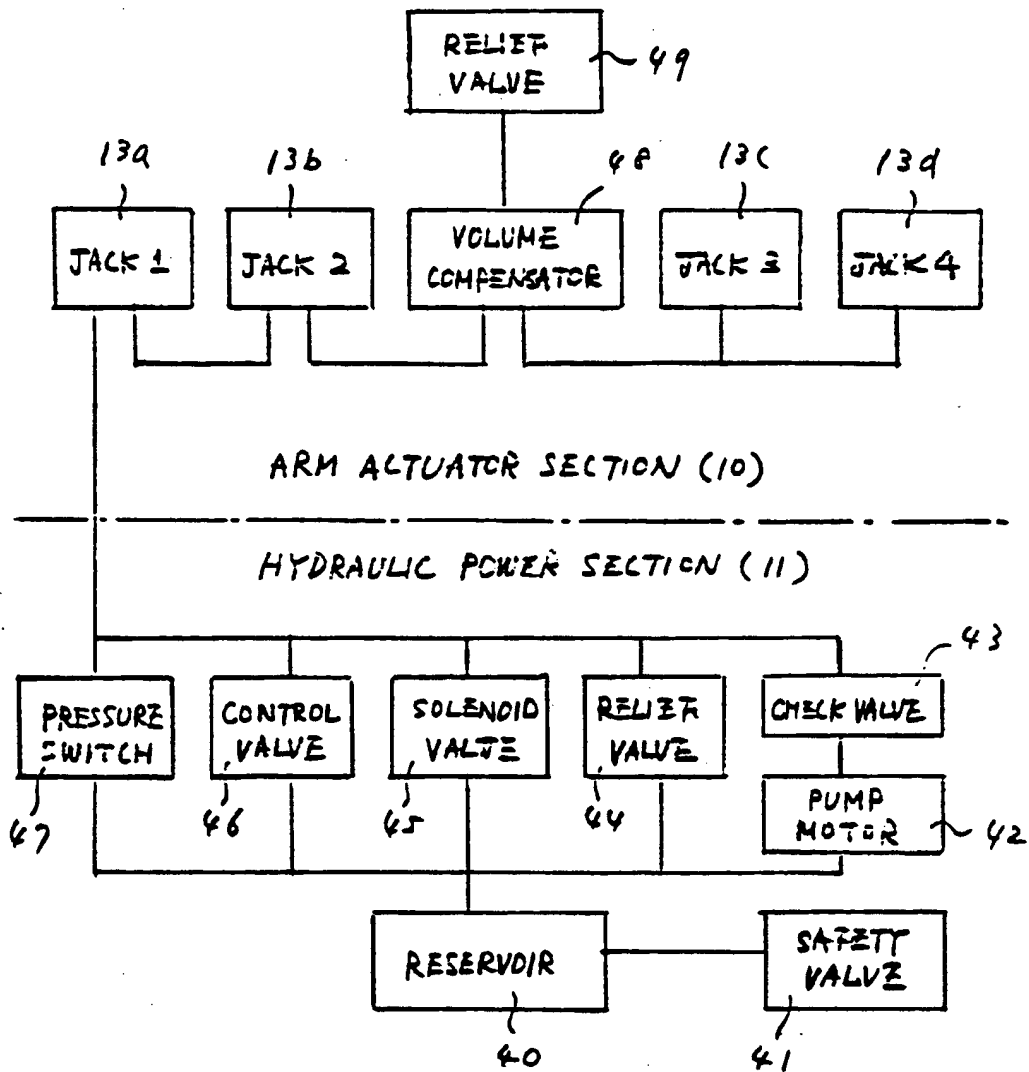 RELIEF
VALVE
49
13a
13b
48
13c
13d
JACK 1
JACK 2
VOLUME
COMPENSATOR
JACK 3
JACK 4
ARM ACTUATOR SECTION (10)
HYDRAULIC POWER SECTION (11)
43
PRESSURE
SWITCH
CONTROL
VALVE
SOLENOID
VALVE
RELIEF
VALVE
CHECK VALVE
47
46
45
44
PUMP
MOTOR
42
RESERVOIR
SAFETY
VALVE
40
41